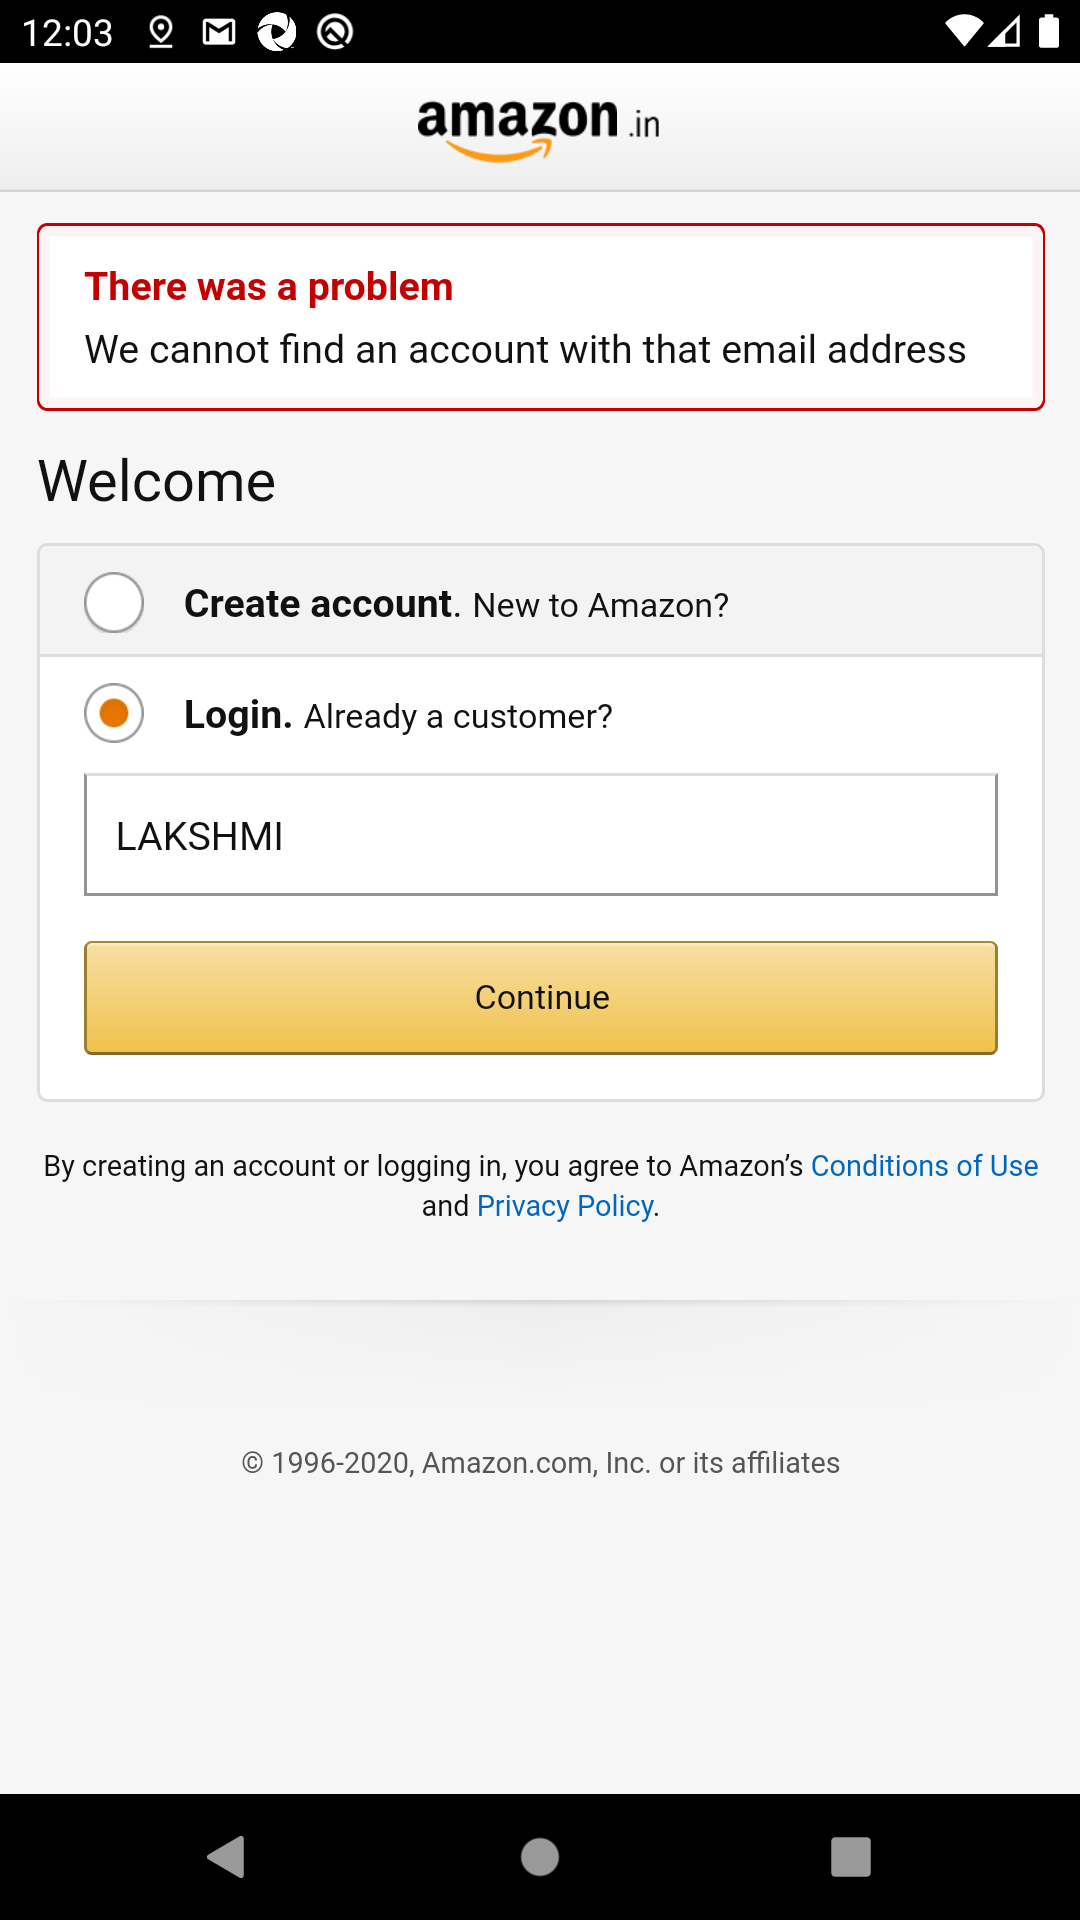 12:03
amazon.in
There was a problem
We cannot find an account with that email address
Welcome
Create account. New to Amazon?
Login. Already a customer?
LAKSHMI
Continue
By creating an account or logging in, you agree to Amazon’s Conditions of Use
and Privacy Policy.
© 1996-2020, Amazon.com, Inc. or its affiliates